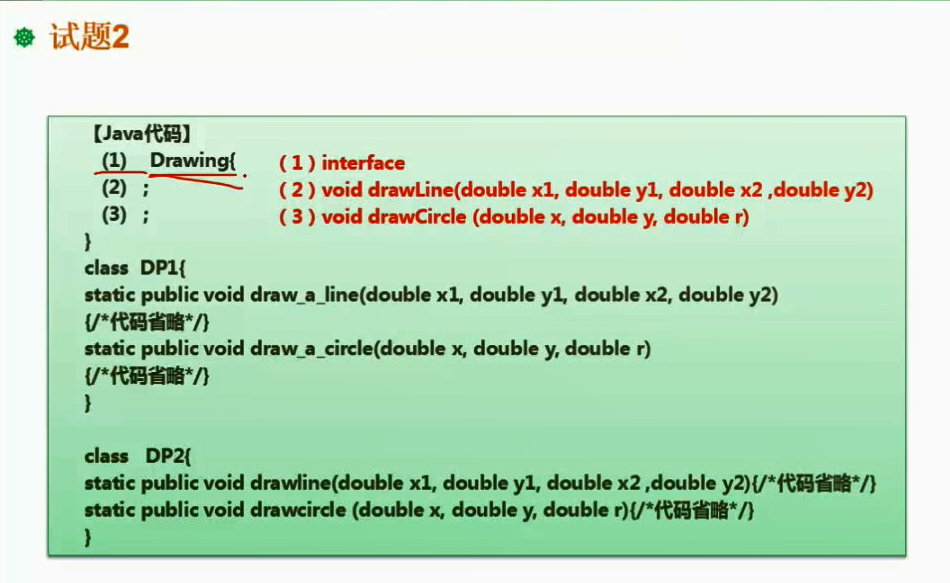 试题2
【Java代码】
(1) Drawing{ （1）interface
(2) ; （2）void drawLine(double x1, double y1, double x2 ,double y2)
(3) ; （3）void drawCircle (double x, double y, double r)
}
class DP1{
static public void draw_a_line(double x1, double y1, double x2, double y2)
{/*代码省略*/}
static public void draw_a_circle(double x, double y, double r)
{/*代码省略*/}
}
class DP2{
static public void drawline(double x1, double y1, double x2 ,double y2){/*代码省略*/}
static public void drawcircle (double x, double y, double r){/*代码省略*/}
}